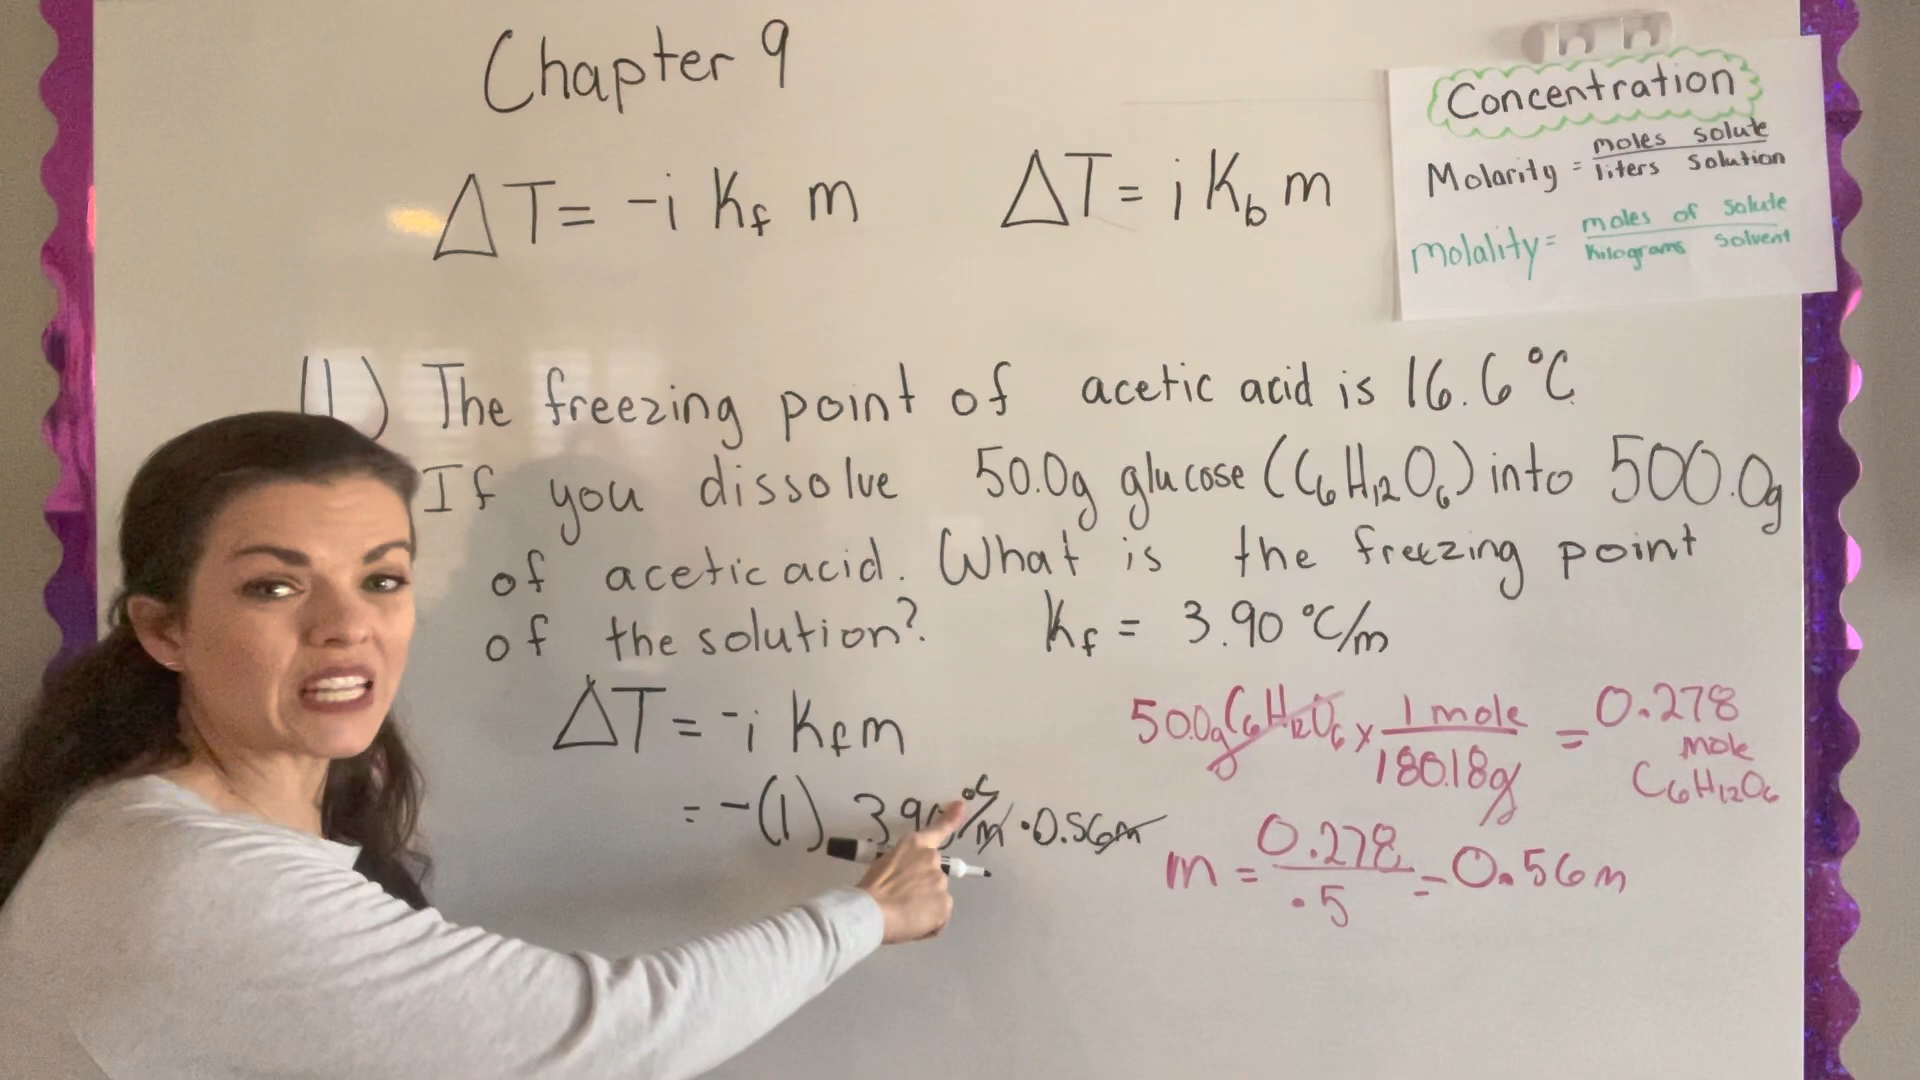 Chapter 9
ΔT = -i Kf m
ΔT = i Kb m
Concentration
Molarity = moles solute / liters solution
molality = moles of solute / kilograms solvent
11) The freezing point of acetic acid is 16.6 °C.
If you dissolve 50.0g glucose (C6H12O6) into 500.0g
of acetic acid. What is the freezing point
of the solution? Kf = 3.90 °C/m
ΔT = -i Kf m
= -(1) 3.90 °C/m · 0.56m
50.0g C6H12O6 x 1 mole / 180.18g = 0.278 mole C6H12O6
m = 0.278 / .5 = 0.56m